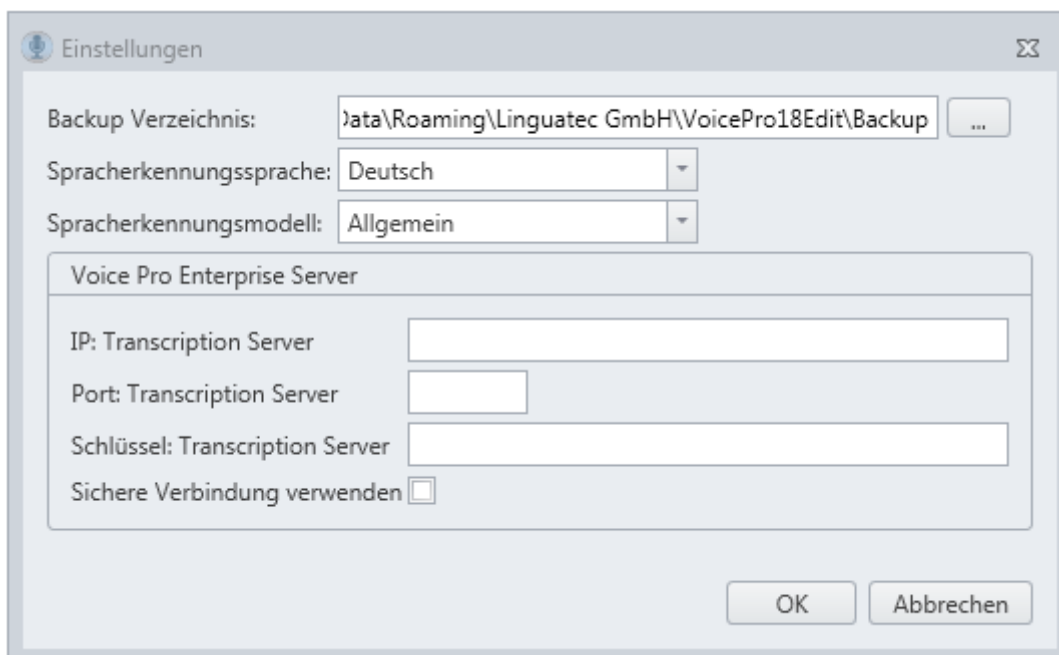 Einstellungen
Backup Verzeichnis: Data\Roaming\Linguatec GmbH\VoicePro18Edit\Backup ...
Spracherkennungssprache: Deutsch
Spracherkennungsmodell: Allgemein
Voice Pro Enterprise Server
IP: Transcription Server
Port: Transcription Server
Schlüssel: Transcription Server
Sichere Verbindung verwenden
OK Abbrechen